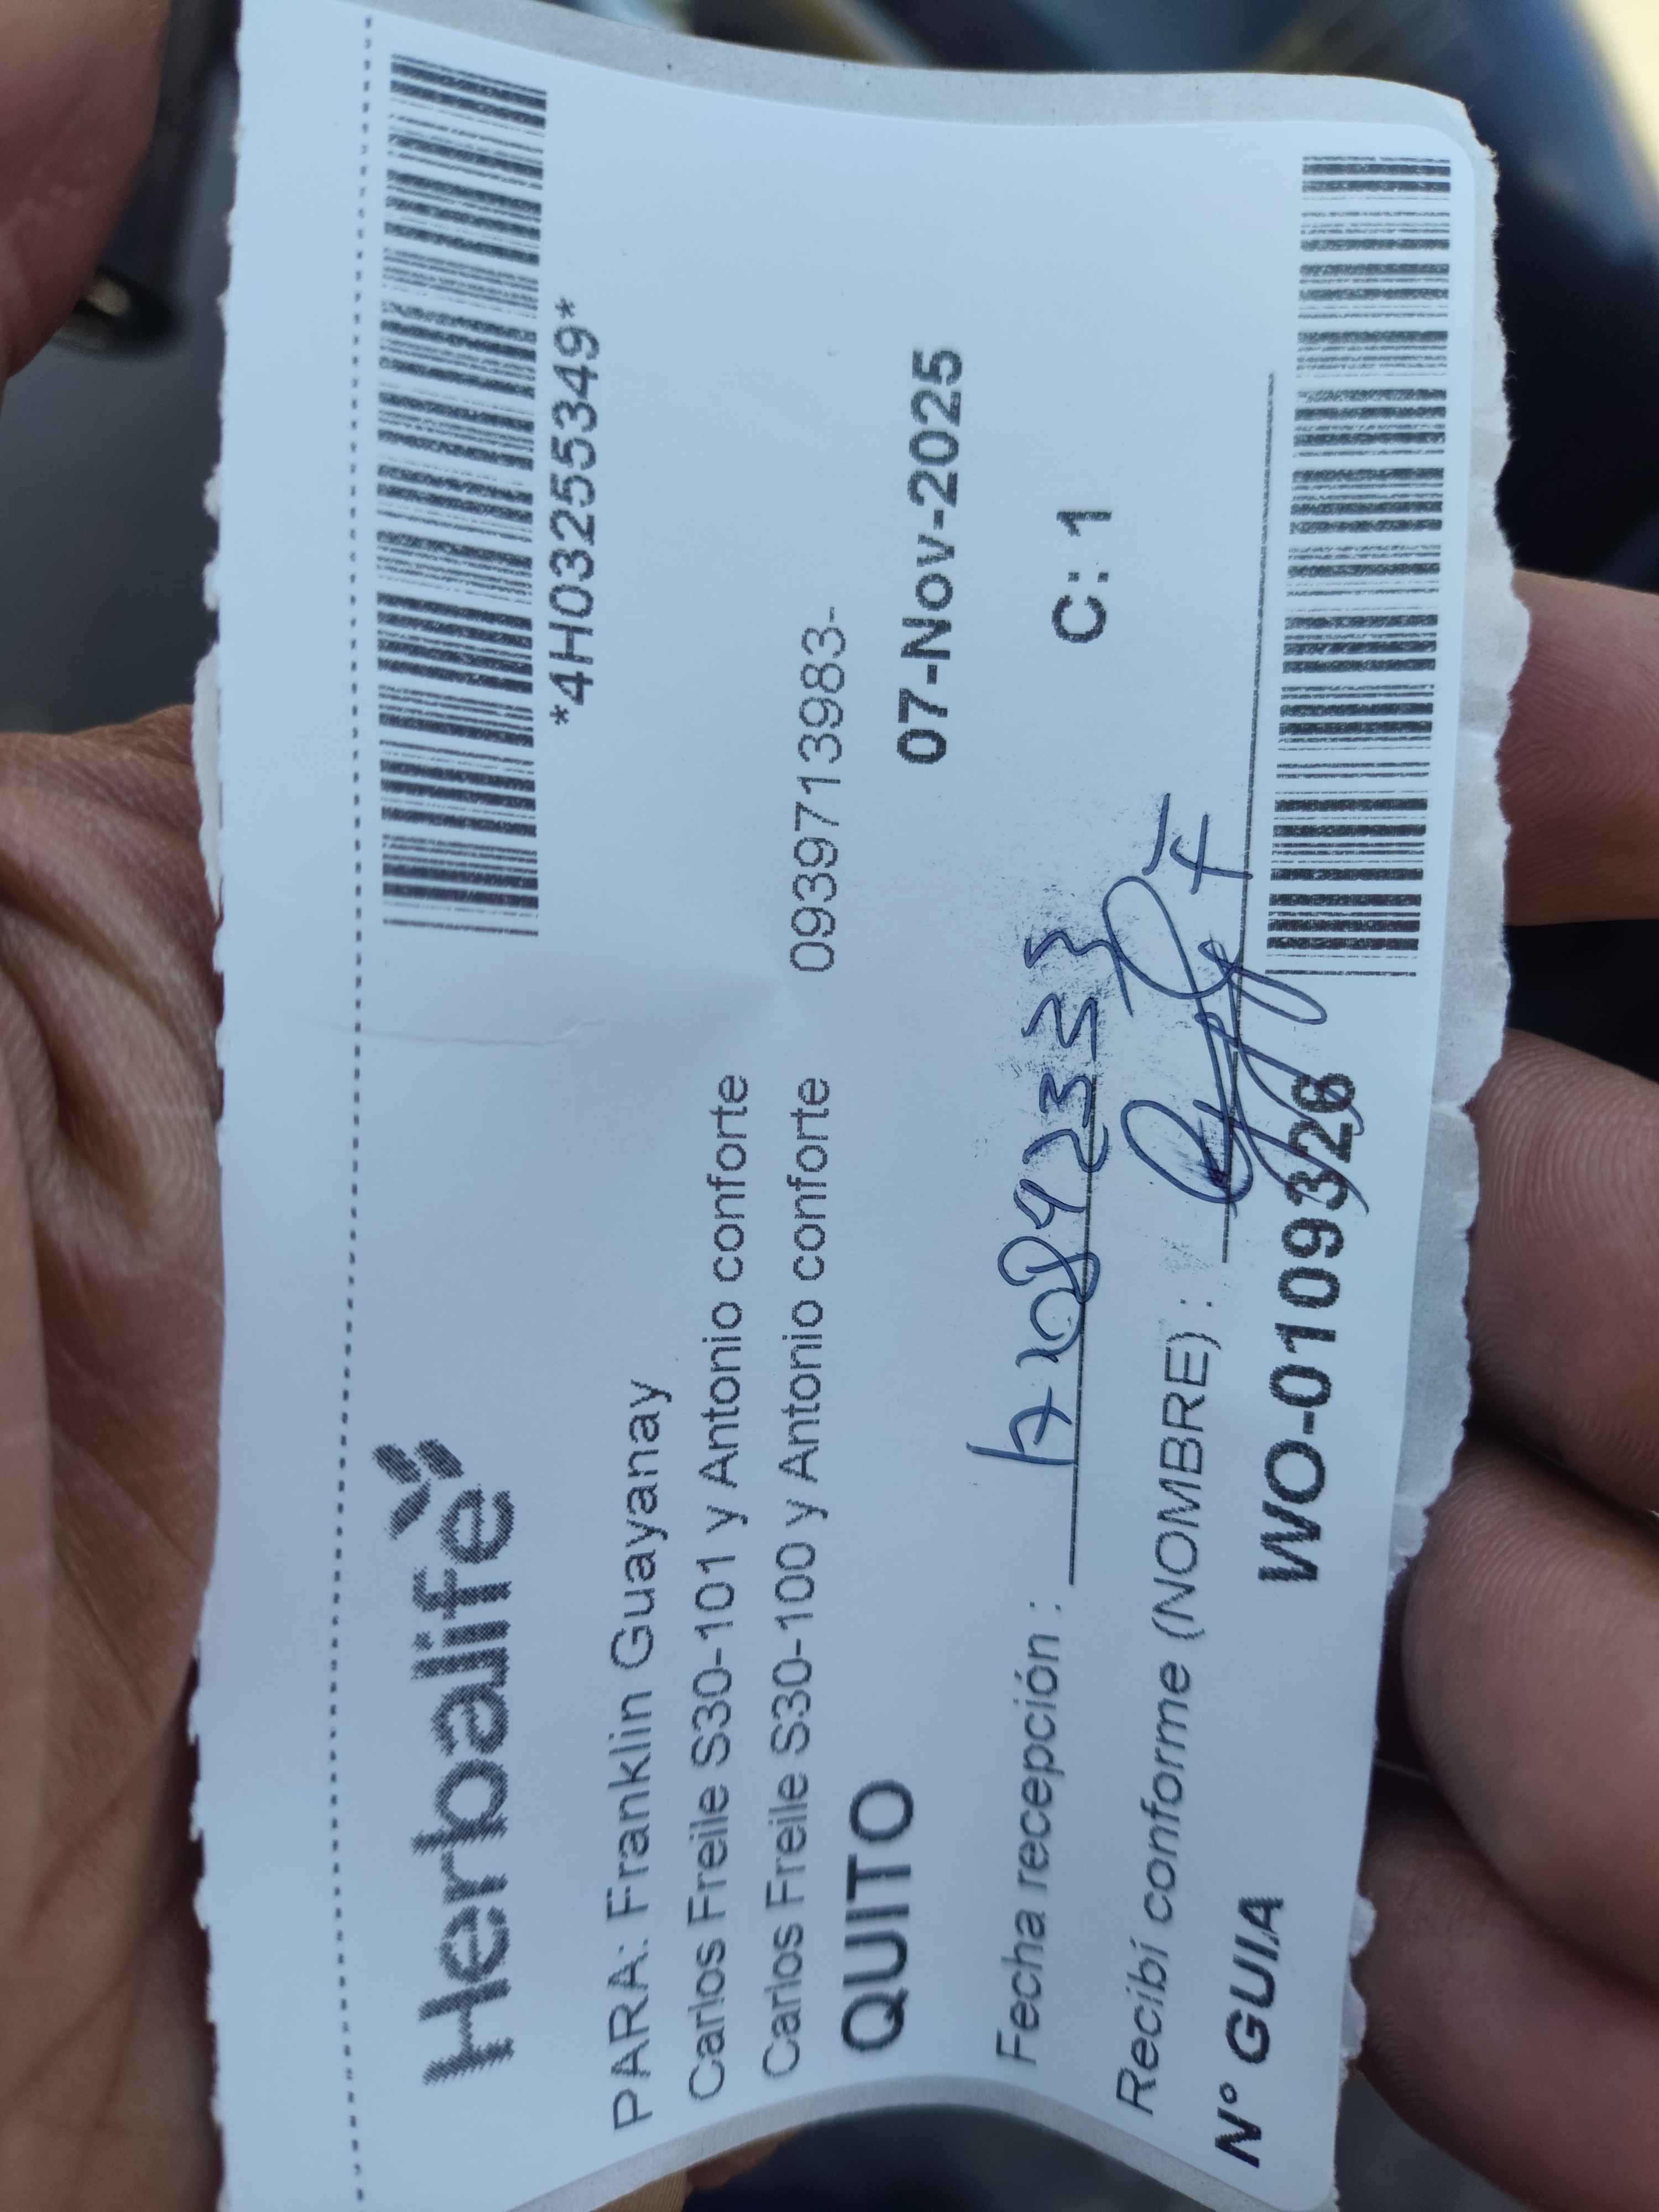 Herbalife
*4H03255349*
PARA: Franklin Guayanay
Carlos Freile S30-101 y Antonio conforte
Carlos Freile S30-100 y Antonio conforte 0939713983-
QUITO 07-Nov-2025
Fecha recepción :
C: 1
Recibí conforme (NOMBRE) :
N° GUIA WO-0109326